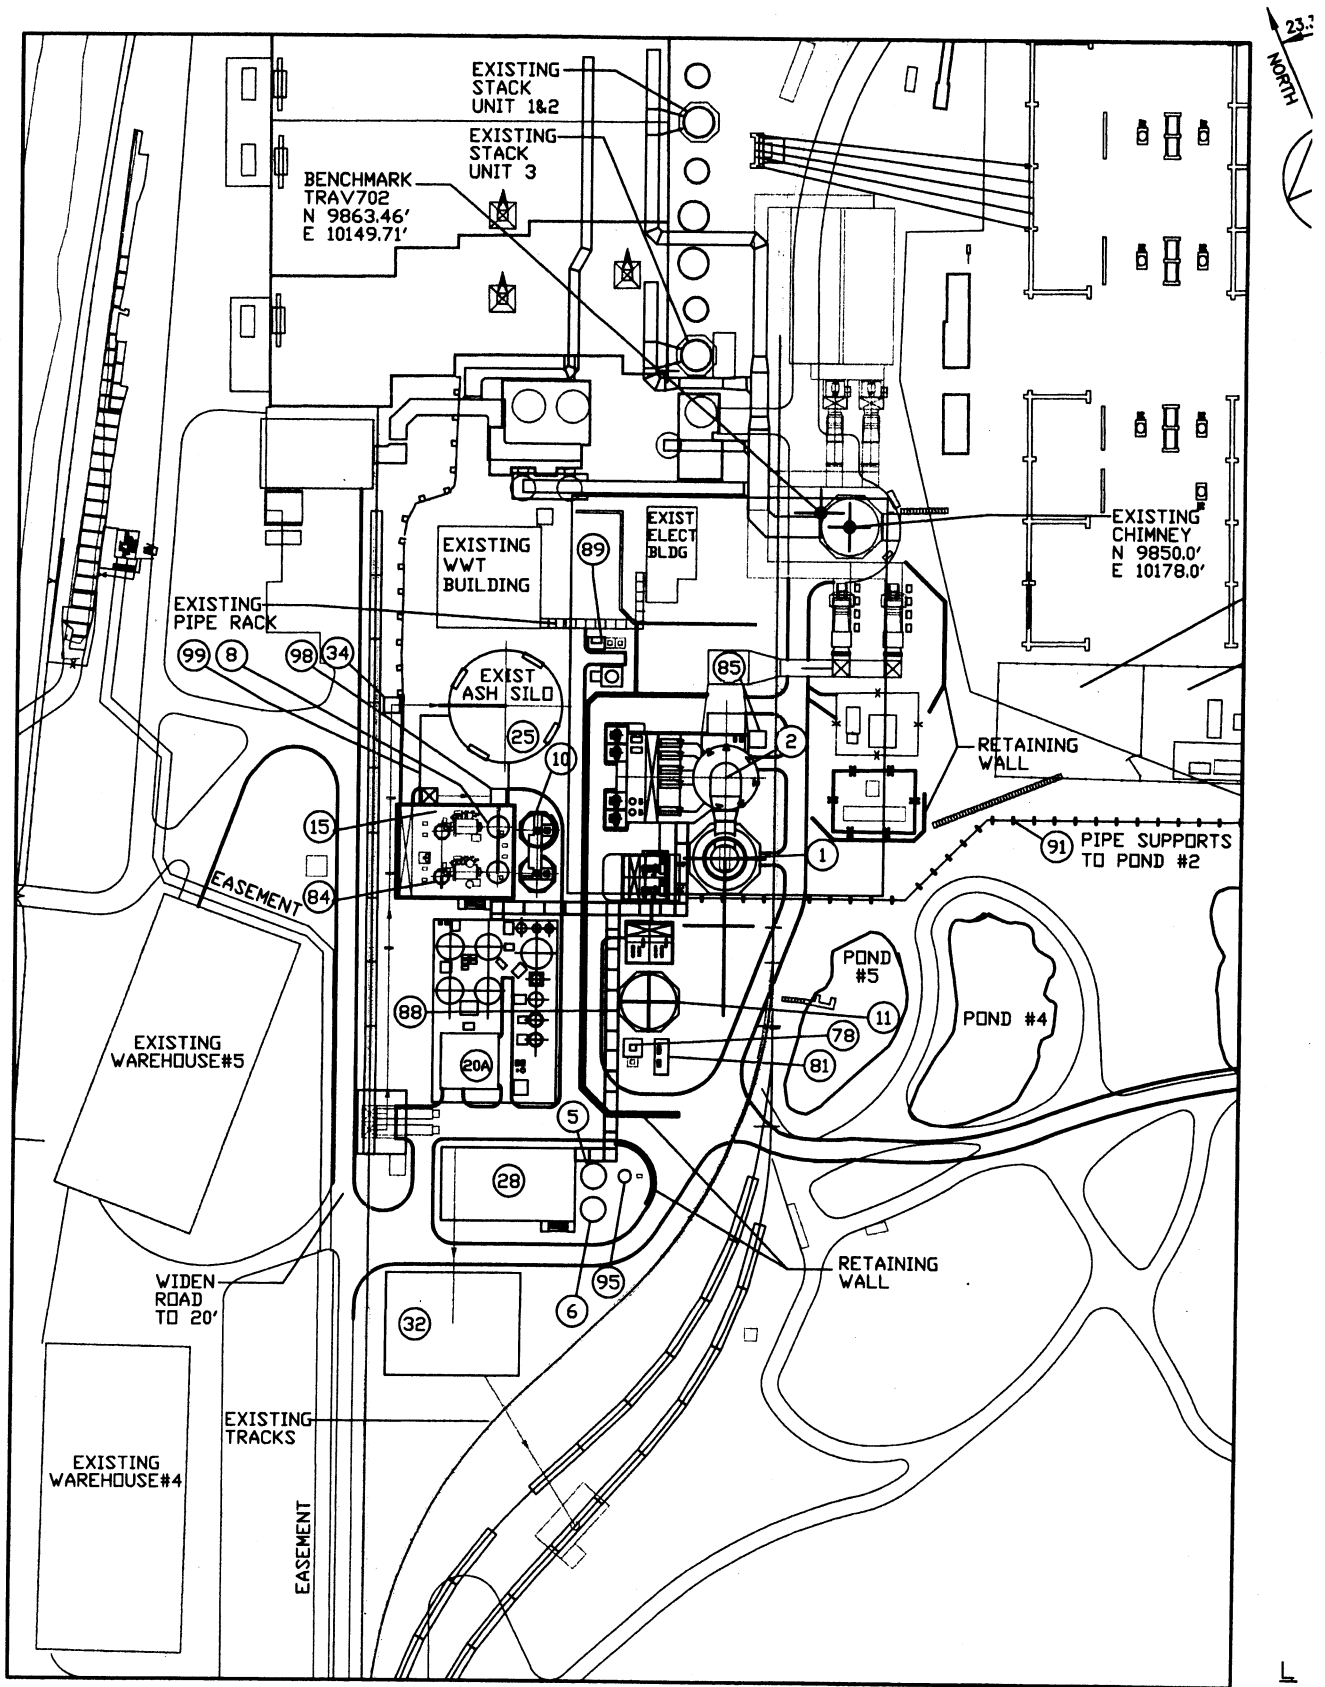 23.
NORTH
EXISTING
STACK
UNIT 1&2
EXISTING
STACK
UNIT 3
BENCHMARK
TRAV702
N 9863.46'
E 10149.71'
EXIST
ELECT
BLDG
EXISTING
CHIMNEY
N 9850.0'
E 10178.0'
EXISTING
WWT
BUILDING
89
EXISTING
PIPE RACK
99
8
98
34
EXIST
ASH SILO
85
25
10
2
RETAINING
WALL
15
1
91
PIPE SUPPORTS
TO POND #2
EASEMENT
84
POND
#5
88
11
POND #4
EXISTING
WAREHOUSE#5
78
20A
81
5
28
RETAINING
WALL
WIDEN
ROAD
TO 20'
95
6
32
EXISTING
TRACKS
EXISTING
WAREHOUSE#4
EASEMENT
L